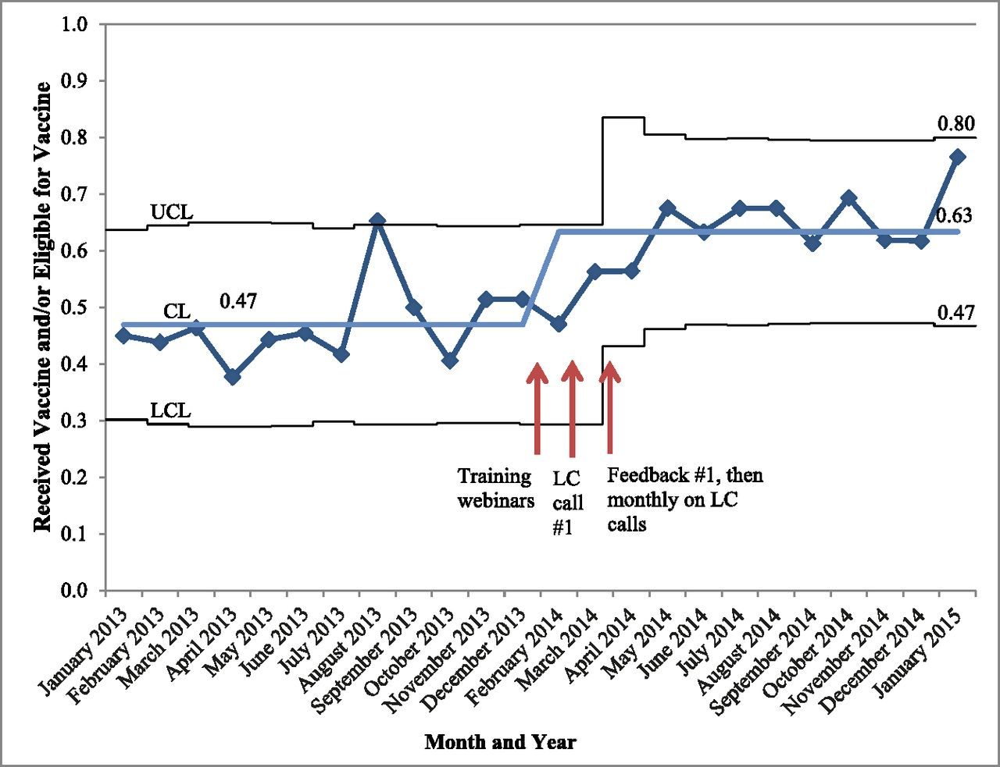 Received Vaccine and/or Eligible for Vaccine
1.0
0.9
0.8
0.7
0.6
0.5
0.4
0.3
0.2
0.1
0.0
UCL
CL
0.47
LCL
0.80
0.63
0.47
Training
webinars
LC
call
#1
Feedback #1, then
monthly on LC
calls
January 2013
February 2013
March 2013
April 2013
May 2013
June 2013
July 2013
August 2013
September 2013
October 2013
November 2013
December 2013
February 2014
March 2014
April 2014
May 2014
June 2014
July 2014
August 2014
September 2014
October 2014
November 2014
December 2014
January 2015
Month and Year